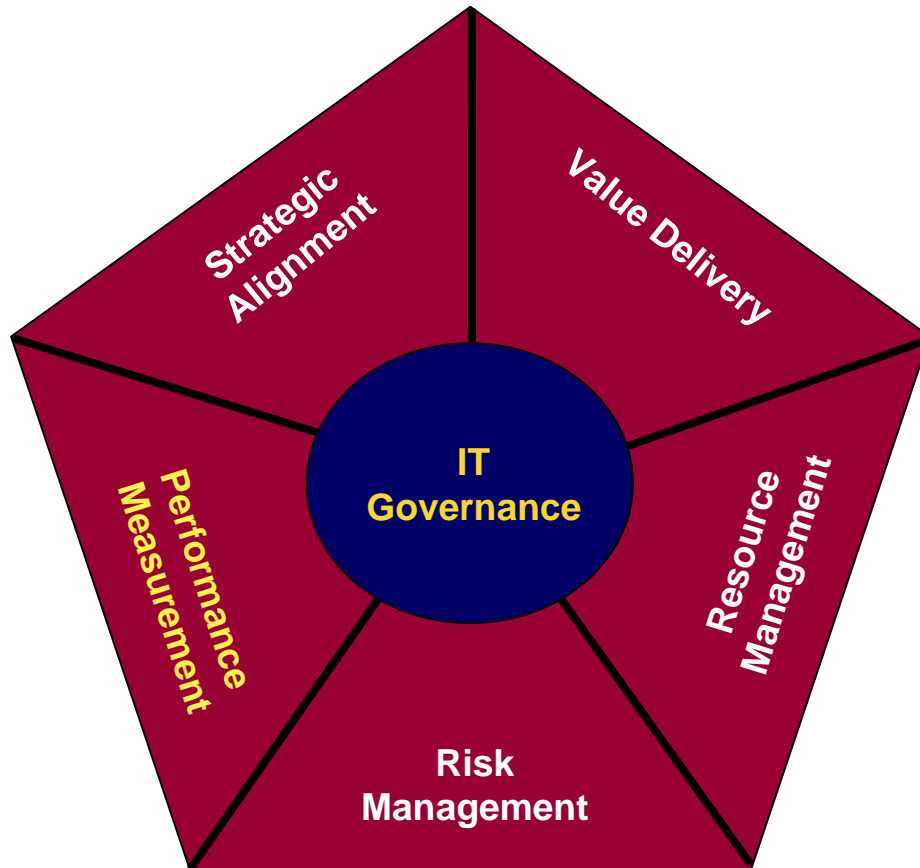 Strategic
Alignment
Value Delivery
IT
Governance
Performance
Measurement
Resource
Management
Risk
Management